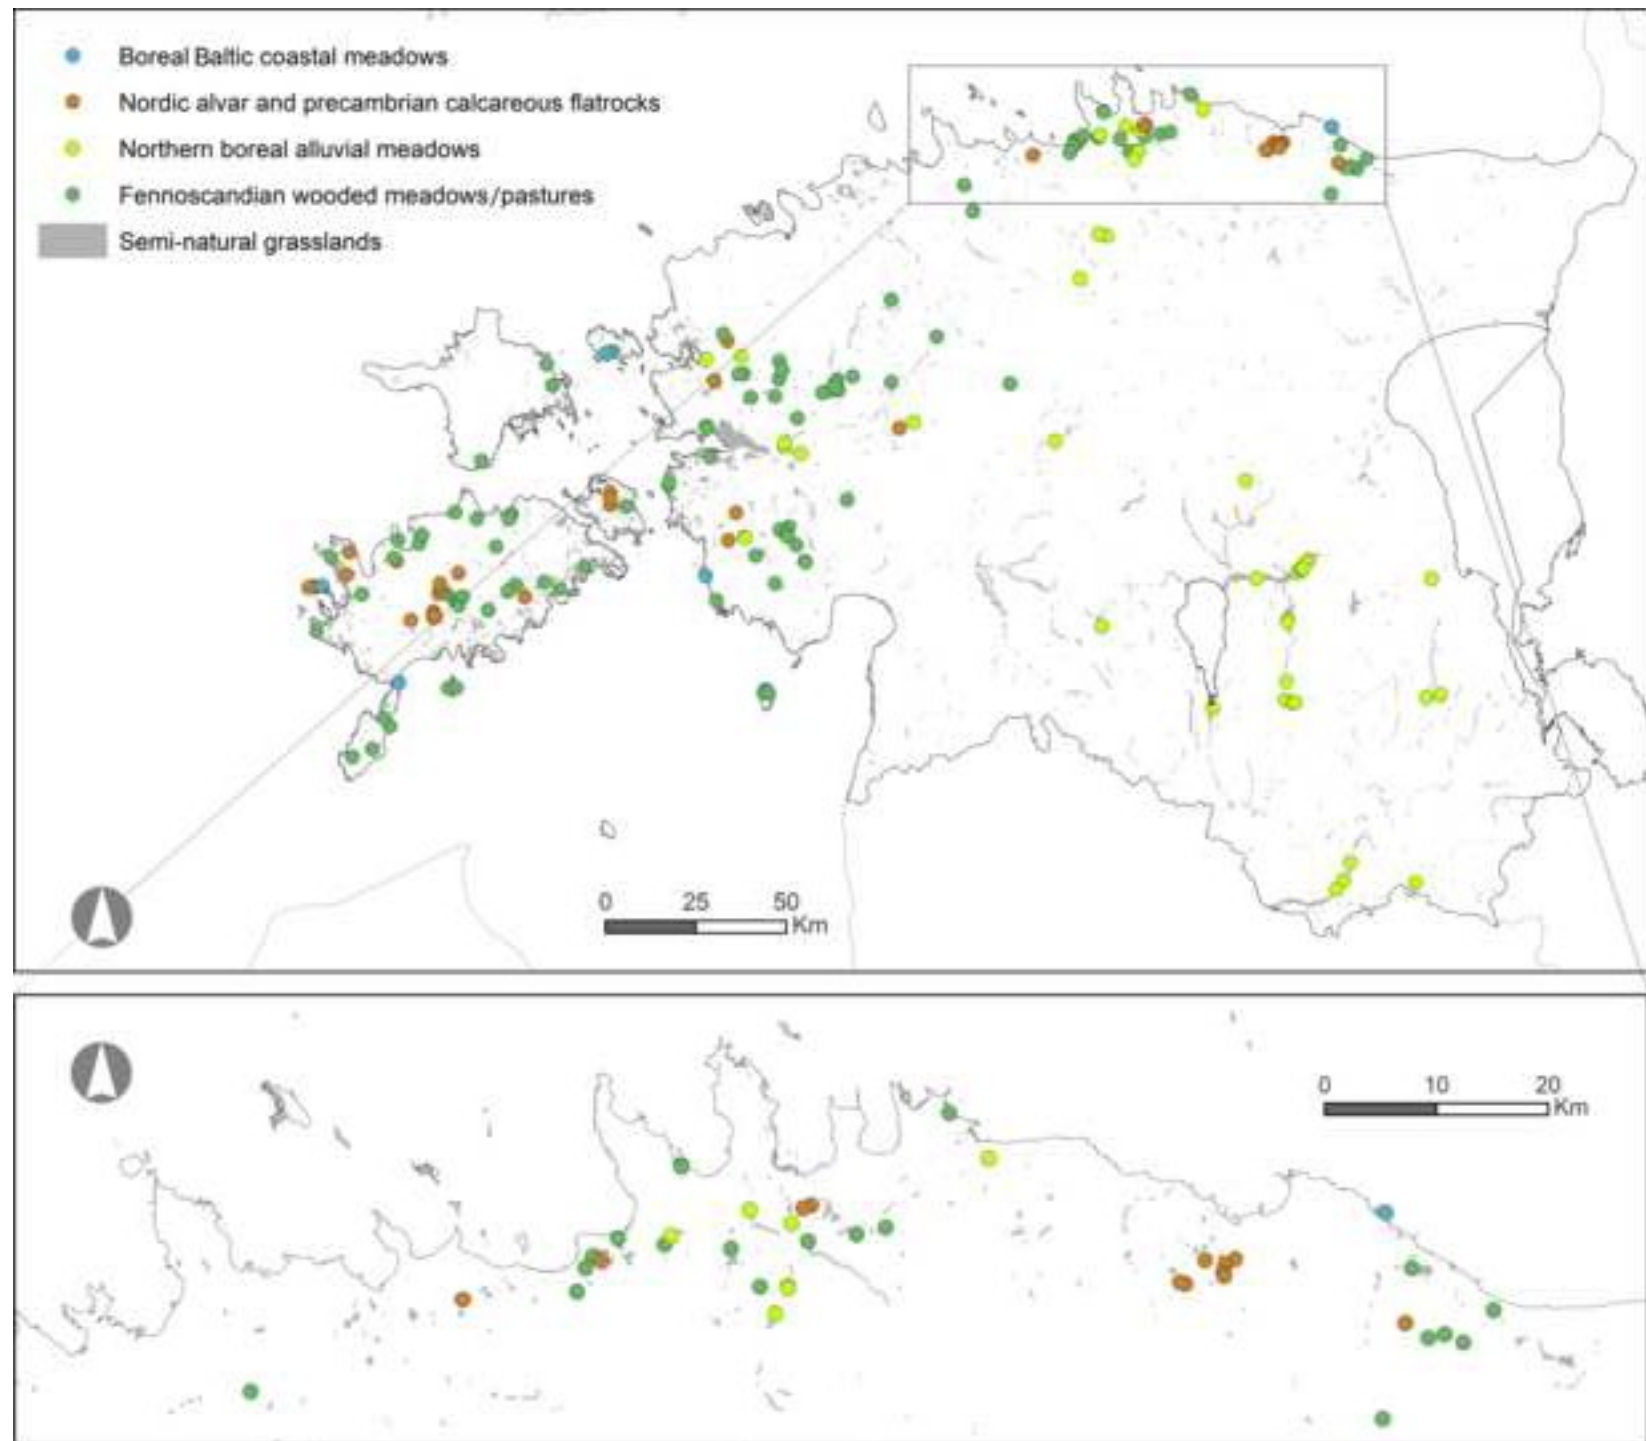 Boreal Baltic coastal meadows
Nordic alvar and precambrian calcareous flatrocks
Northern boreal alluvial meadows
Fennoscandian wooded meadows/pastures
Semi-natural grasslands
0 25 50
Km
0 10 20
Km